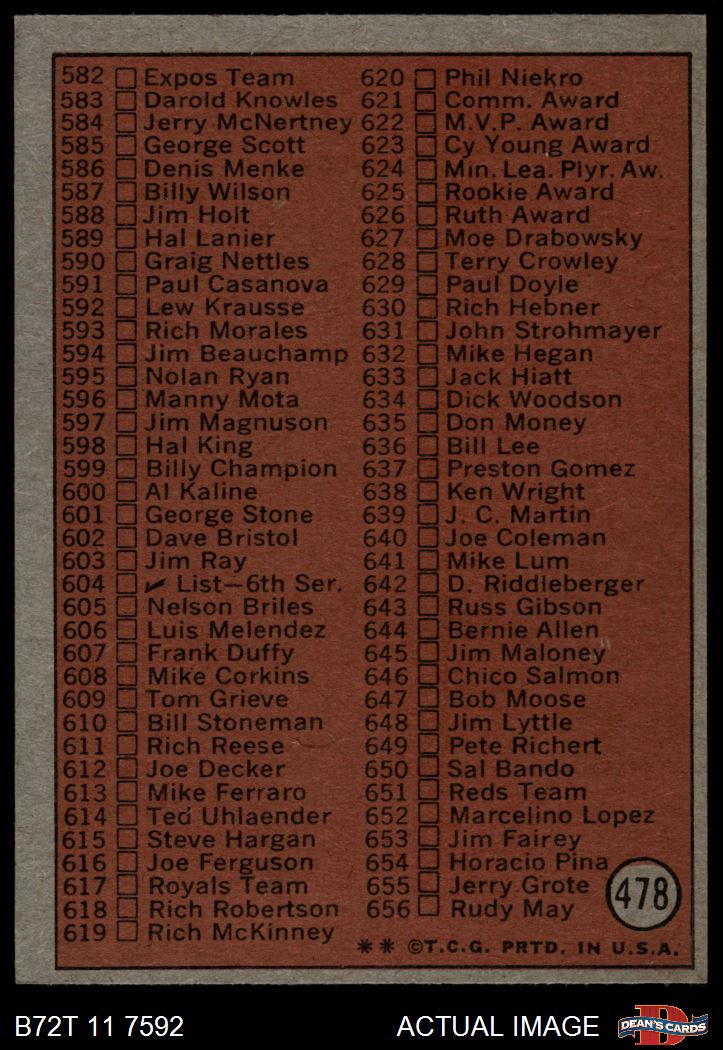 582 Expos Team
583 Darold Knowles
584 Jerry McNertney
585 George Scott
586 Denis Menke
587 Billy Wilson
588 Jim Holt
589 Hal Lanier
590 Graig Nettles
591 Paul Casanova
592 Lew Krausse
593 Rich Morales
594 Jim Beauchamp
595 Nolan Ryan
596 Manny Mota
597 Jim Magnuson
598 Hal King
599 Billy Champion
600 Al Kaline
601 George Stone
602 Dave Bristol
603 Jim Ray
604 ✔ List—6th Ser.
605 Nelson Briles
606 Luis Melendez
607 Frank Duffy
608 Mike Corkins
609 Tom Grieve
610 Bill Stoneman
611 Rich Reese
612 Joe Decker
613 Mike Ferraro
614 Ted Uhlaender
615 Steve Hargan
616 Joe Ferguson
617 Royals Team
618 Rich Robertson
619 Rich McKinney
620 Phil Niekro
621 Comm. Award
622 M.V.P. Award
623 Cy Young Award
624 Min. Lea. Plyr. Aw.
625 Rookie Award
626 Ruth Award
627 Moe Drabowsky
628 Terry Crowley
629 Paul Doyle
630 Rich Hebner
631 John Strohmayer
632 Mike Hegan
633 Jack Hiatt
634 Dick Woodson
635 Don Money
636 Bill Lee
637 Preston Gomez
638 Ken Wright
639 J. C. Martin
640 Joe Coleman
641 Mike Lum
642 D. Riddleberger
643 Russ Gibson
644 Bernie Allen
645 Jim Maloney
646 Chico Salmon
647 Bob Moose
648 Jim Lyttle
649 Pete Richert
650 Sal Bando
651 Reds Team
652 Marcelino Lopez
653 Jim Fairey
654 Horacio Pina
655 Jerry Grote
656 Rudy May
478
** ©T.C.G. PRTD. IN U.S.A.
B72T 11 7592
ACTUAL IMAGE
D
DEAN'S CARDS